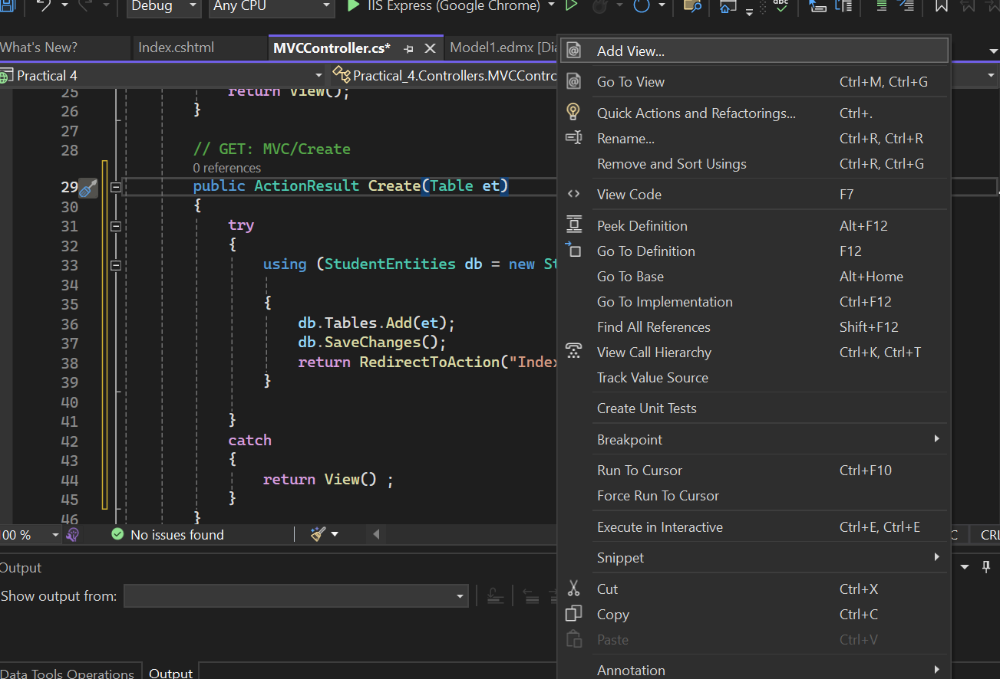 Debug Any CPU IIS Express (Google Chrome)
What's New? Index.cshtml MVCController.cs* Model1.edmx [Dia
Practical 4 Practical_4.Controllers.MVCContro
25 return View();
26 }
27
28 // GET: MVC/Create
0 references
29 public ActionResult Create(Table et)
30 {
31 try
32 {
33 using (StudentEntities db = new St
34
35 {
36 db.Tables.Add(et);
37 db.SaveChanges();
38 return RedirectToAction("Index
39 }
40
41 }
42 catch
43 {
44 return View() ;
45 }
46 }
00 % No issues found
C CRL
Output
Show output from:
Data Tools Operations Output
Add View...
Go To View Ctrl+M, Ctrl+G
Quick Actions and Refactorings... Ctrl+.
Rename... Ctrl+R, Ctrl+R
Remove and Sort Usings Ctrl+R, Ctrl+G
View Code F7
Peek Definition Alt+F12
Go To Definition F12
Go To Base Alt+Home
Go To Implementation Ctrl+F12
Find All References Shift+F12
View Call Hierarchy Ctrl+K, Ctrl+T
Track Value Source
Create Unit Tests
Breakpoint
Run To Cursor Ctrl+F10
Force Run To Cursor
Execute in Interactive Ctrl+E, Ctrl+E
Snippet
Cut Ctrl+X
Copy Ctrl+C
Paste Ctrl+V
Annotation